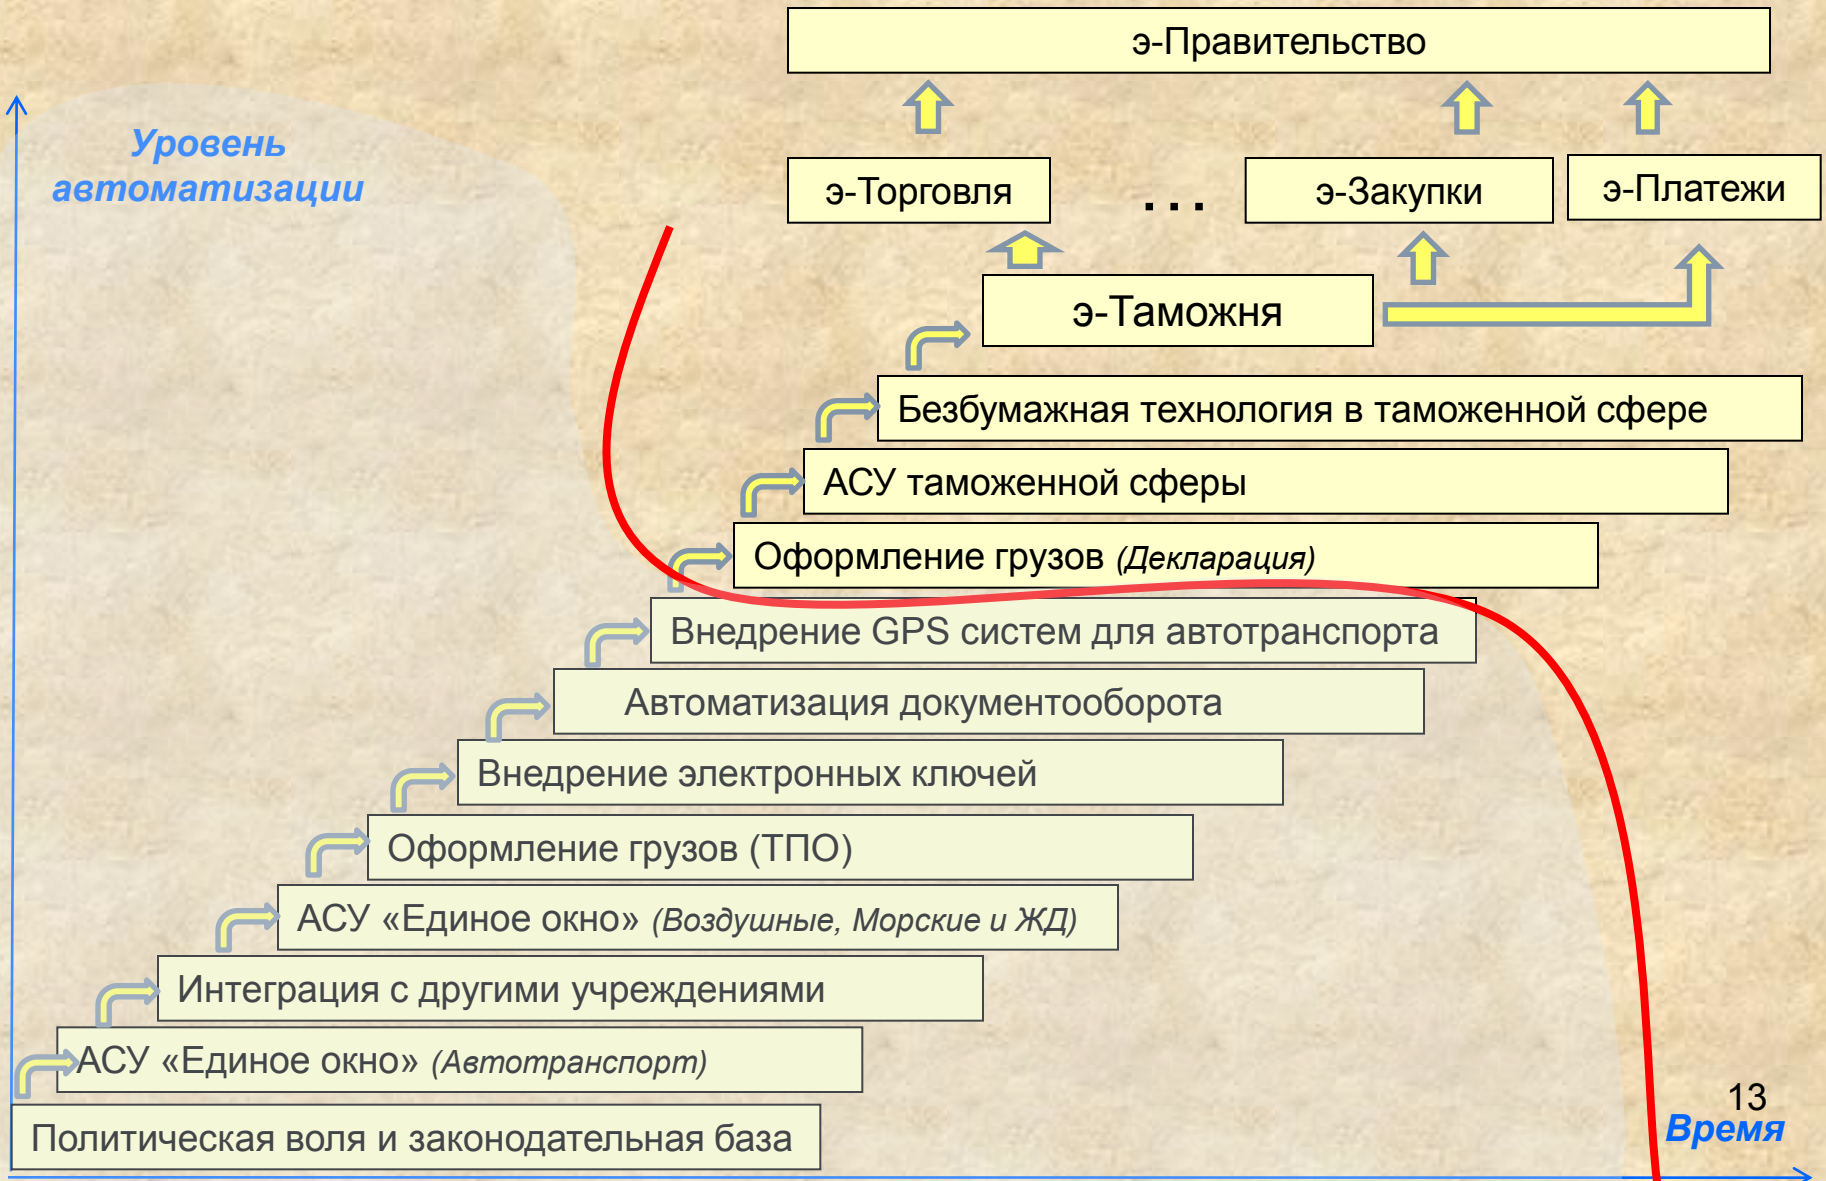 э-Правительство
Уровень
автоматизации
э-Торговля
...
э-Закупки
э-Платежи
э-Таможня
Безбумажная технология в таможенной сфере
АСУ таможенной сферы
Оформление грузов (Декларация)
Внедрение GPS систем для автотранспорта
Автоматизация документооборота
Внедрение электронных ключей
Оформление грузов (ТПО)
АСУ «Единое окно» (Воздушные, Морские и ЖД)
Интеграция с другими учреждениями
АСУ «Единое окно» (Автотранспорт)
Политическая воля и законодательная база
13
Время